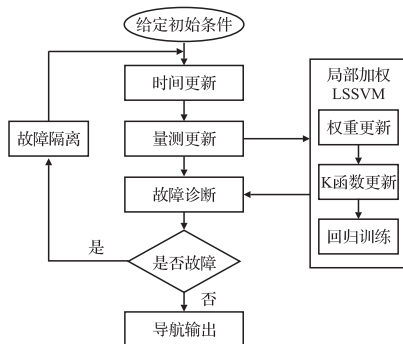 给定初始条件
时间更新
量测更新
故障诊断
是否故障
导航输出
故障隔离
是
否
局部加权
LSSVM
权重更新
K函数更新
回归训练